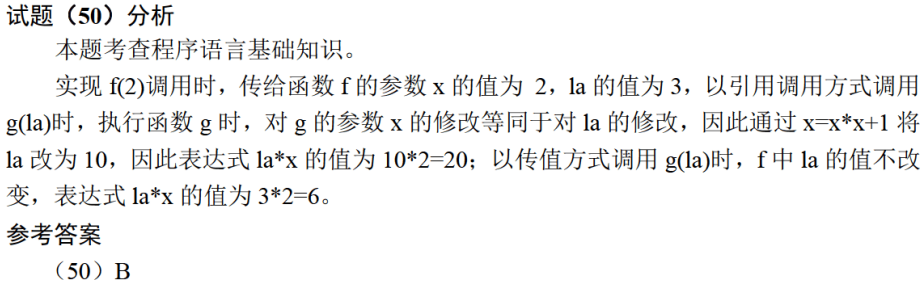 试题（50）分析
本题考查程序语言基础知识。
实现 f(2)调用时，传给函数 f 的参数 x 的值为 2，la 的值为 3，以引用调用方式调用
g(la)时，执行函数 g 时，对 g 的参数 x 的修改等同于对 la 的修改，因此通过 x=x*x+1 将
la 改为 10，因此表达式 la*x 的值为 10*2=20；以传值方式调用 g(la)时，f 中 la 的值不改
变，表达式 la*x 的值为 3*2=6。
参考答案
（50）B